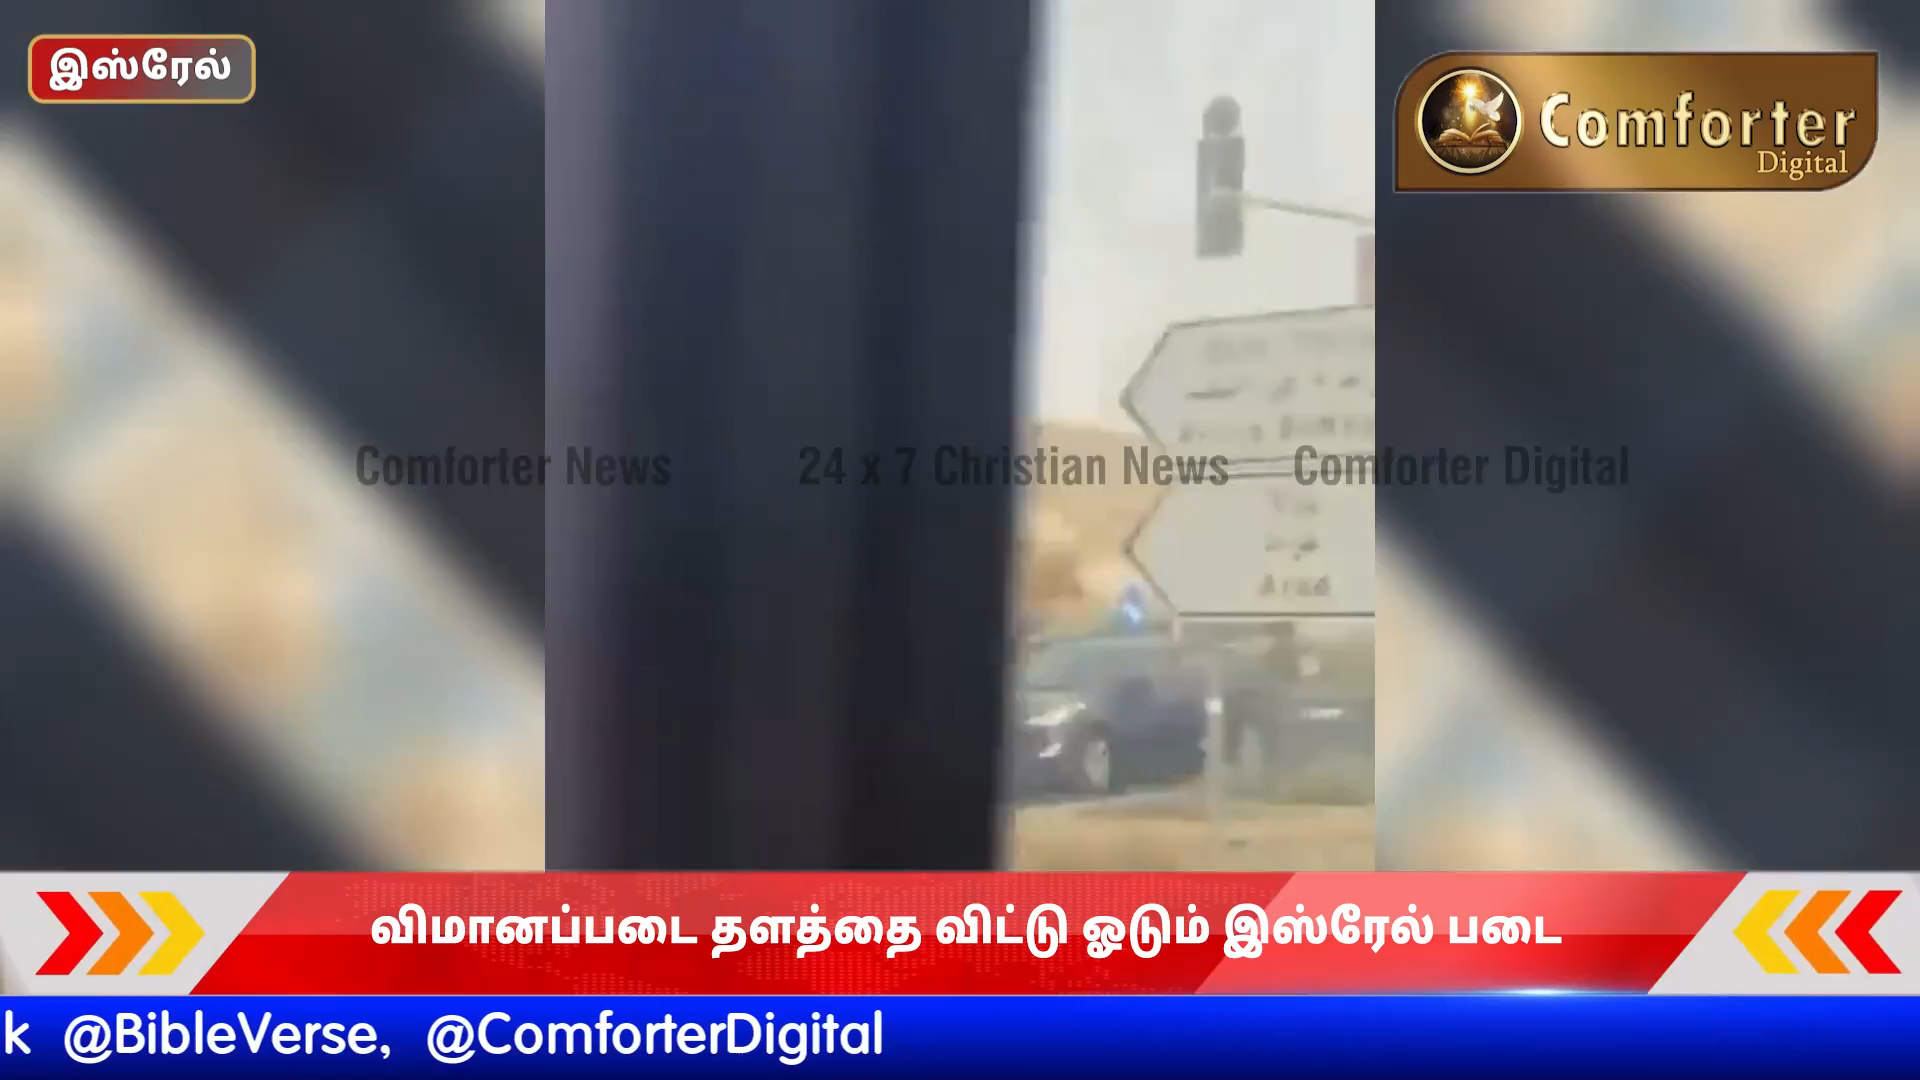 இஸ்ரேல்
Comforter
Digital
Comforter News 24 x 7 Christian News Comforter Digital
Arad
விமானப்படை தளத்தை விட்டு ஓடும் இஸ்ரேல் படை
k @BibleVerse, @ComforterDigital